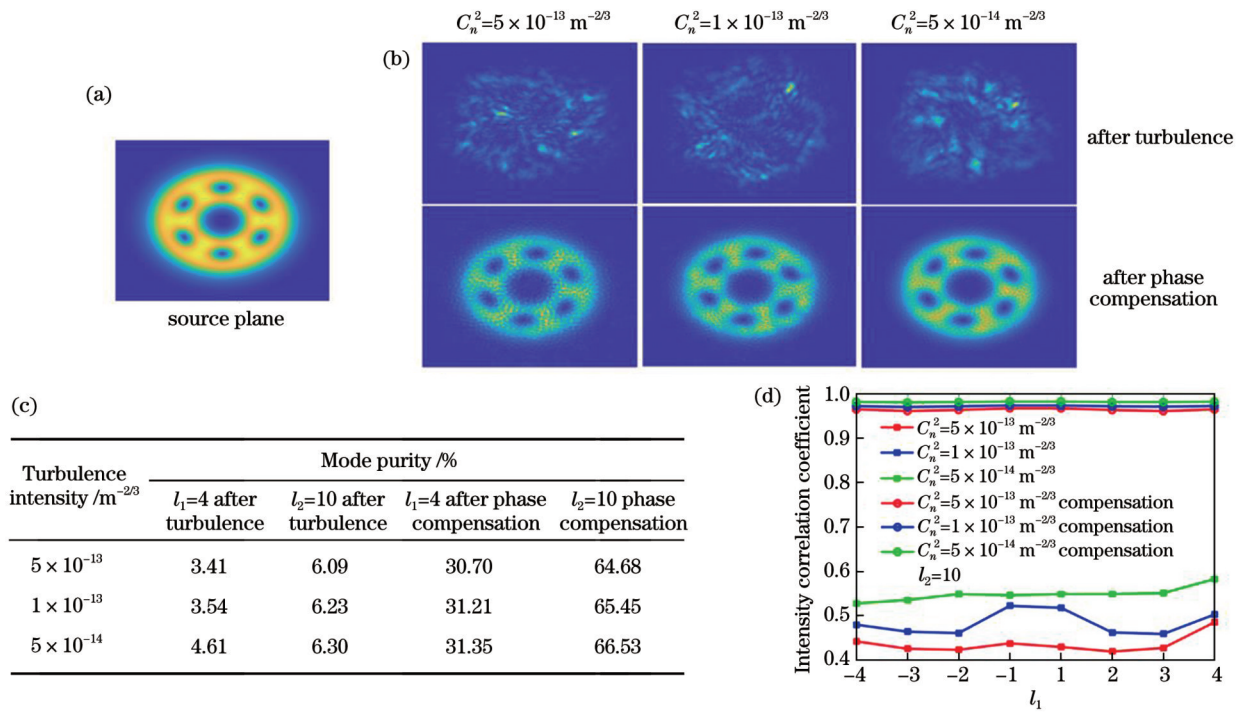 (a)
source plane
(b)
C_n^2=5×10^−13 m^−2/3
C_n^2=1×10^−13 m^−2/3
C_n^2=5×10^−14 m^−2/3
after turbulence
after phase
compensation
(c)
Turbulence
intensity /m^−2/3
Mode purity /%
l_1=4 after
turbulence
l_2=10 after
turbulence
l_1=4 after phase
compensation
l_2=10 phase
compensation
5×10^−13 3.41 6.09 30.70 64.68
1×10^−13 3.54 6.23 31.21 65.45
5×10^−14 4.61 6.30 31.35 66.53
(d)
Intensity correlation coefficient
1.0
0.9
0.8
0.7
0.6
0.5
0.4
C_n^2=5×10^−13 m^−2/3
C_n^2=1×10^−13 m^−2/3
C_n^2=5×10^−14 m^−2/3
C_n^2=5×10^−13 m^−2/3 compensation
C_n^2=1×10^−13 m^−2/3 compensation
C_n^2=5×10^−14 m^−2/3 compensation
l_2=10
−4 −3 −2 −1 1 2 3 4
l_1